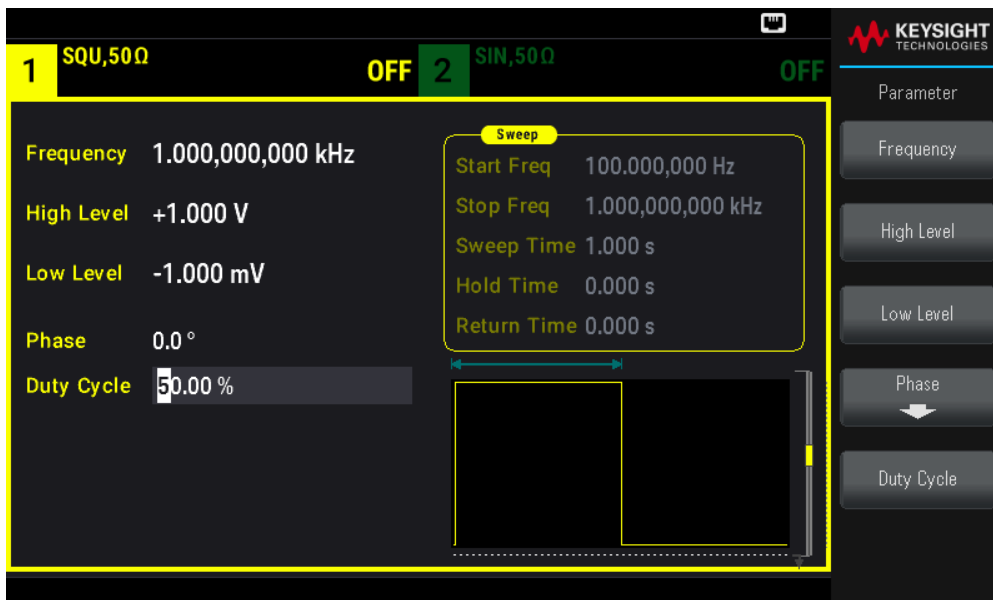 KEYSIGHT
TECHNOLOGIES
1 SQU,50Ω OFF 2 SIN,50Ω OFF
Parameter
Frequency 1.000,000,000 kHz
High Level +1.000 V
Low Level -1.000 mV
Phase 0.0 °
Duty Cycle 50.00 %
Sweep
Start Freq 100.000,000 Hz
Stop Freq 1.000,000,000 kHz
Sweep Time 1.000 s
Hold Time 0.000 s
Return Time 0.000 s
Frequency
High Level
Low Level
Phase
Duty Cycle